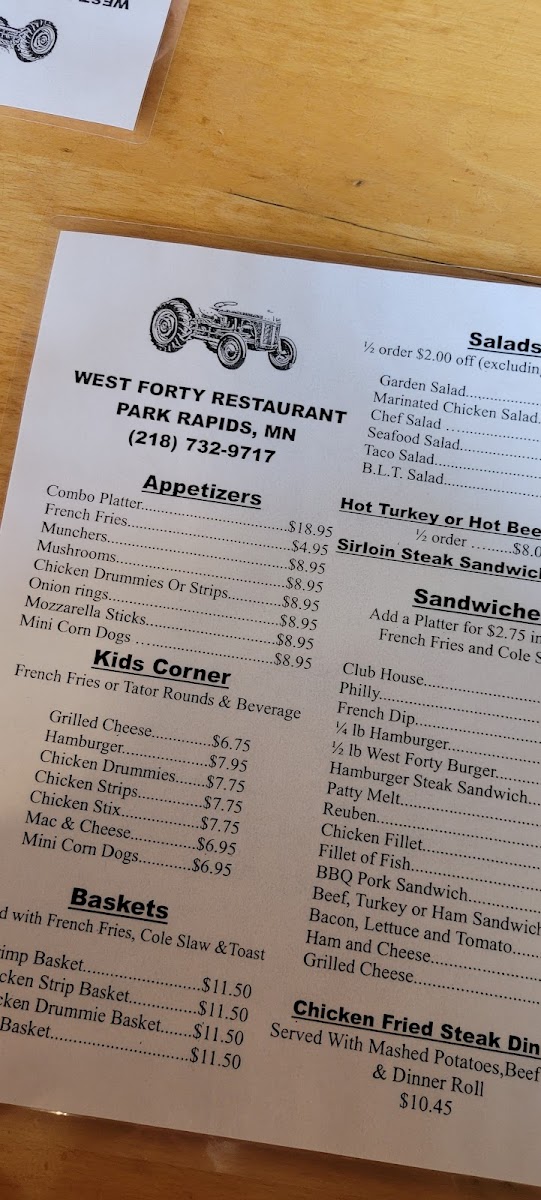 WEST FORTY RESTAURANT
PARK RAPIDS, MN
(218) 732-9717
Appetizers
Combo Platter..............................$18.95
French Fries..................................$4.95
Munchers......................................$8.95
Mushrooms...................................$8.95
Chicken Drummies Or Strips...........$8.95
Onion rings...................................$8.95
Mozzarella Sticks..........................$8.95
Mini Corn Dogs ............................$8.95
Kids Corner
French Fries or Tator Rounds & Beverage
Grilled Cheese............$6.75
Hamburger.................$7.95
Chicken Drummies.......$7.75
Chicken Strips.............$7.75
Chicken Stix................$7.75
Mac & Cheese.............$6.95
Mini Corn Dogs...........$6.95
Baskets
with French Fries, Cole Slaw &Toast
Basket........................$11.50
Strip Basket..............$11.50
Drummie Basket.......$11.50
Basket............................$11.50
Salads
½ order $2.00 off (excluding
Garden Salad
Marinated Chicken Salad
Chef Salad
Seafood Salad
Taco Salad
B.L.T. Salad
Hot Turkey or Hot
½ order .........$8.0
Sirloin Steak
Add a Platter for $2.75
French Fries and Cole
Club House
Philly
French Dip
¼ lb Hamburger
½ lb West Forty Burger
Hamburger Steak Sandwich
Patty Melt
Reuben
Chicken Fillet
Fillet of Fish
BBQ Pork Sandwich
Beef, Turkey or Ham Sandwich
Bacon, Lettuce and Tomato
Ham and Cheese
Grilled Cheese
Chicken Fried Steak
Served With Mashed Potatoes,Beef
& Dinner Roll
$10.45